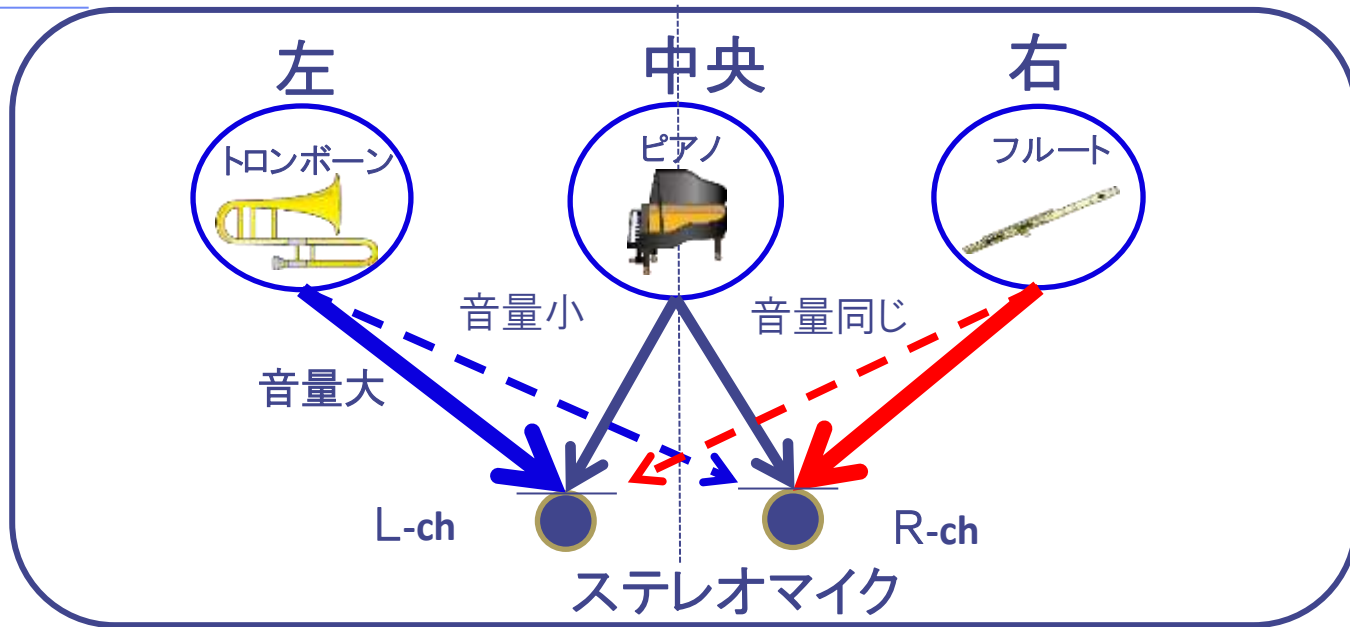 左
中央
右
トロンボーン
ピアノ
フルート
音量小
音量同じ
音量大
L-ch
R-ch
ステレオマイク